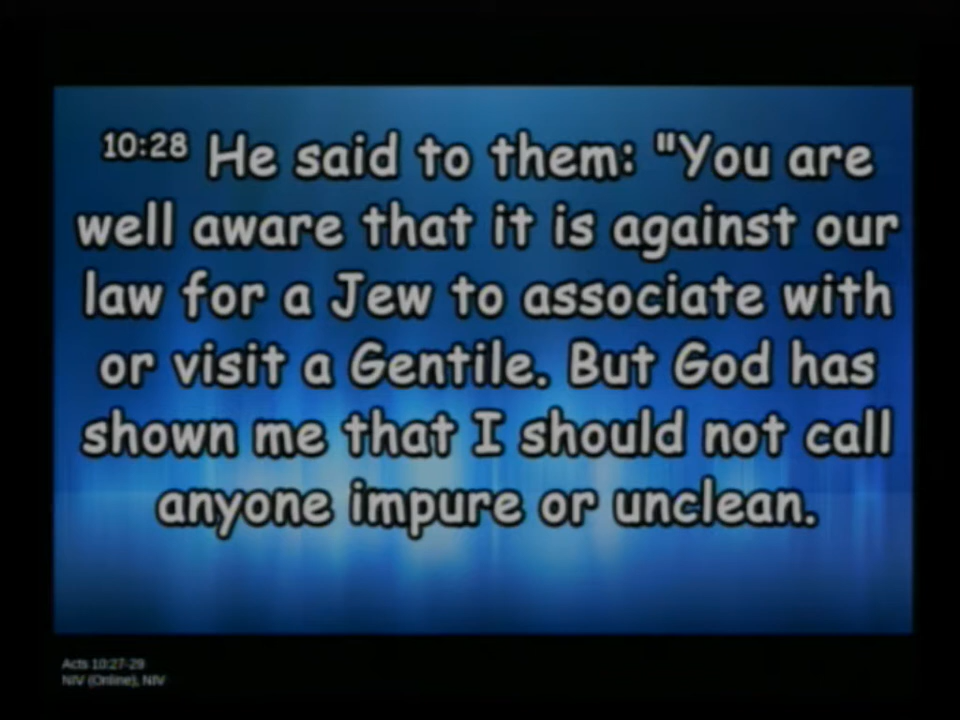 10:28 He said to them: "You are
well aware that it is against our
law for a Jew to associate with
or visit a Gentile. But God has
shown me that I should not call
anyone impure or unclean.
Acts 10:27-29
NIV (Online), NIV